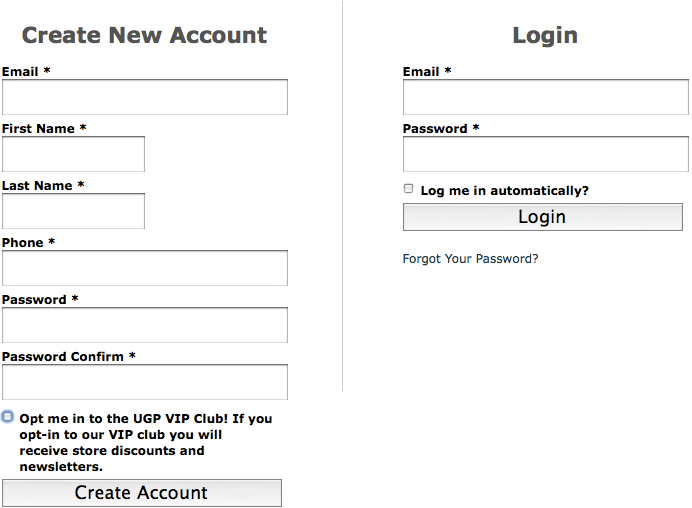 Create New Account
Email *
First Name *
Last Name *
Phone *
Password *
Password Confirm *
Opt me in to the UGP VIP Club! If you
opt-in to our VIP club you will
receive store discounts and
newsletters.
Create Account
Login
Email *
Password *
Log me in automatically?
Login
Forgot Your Password?